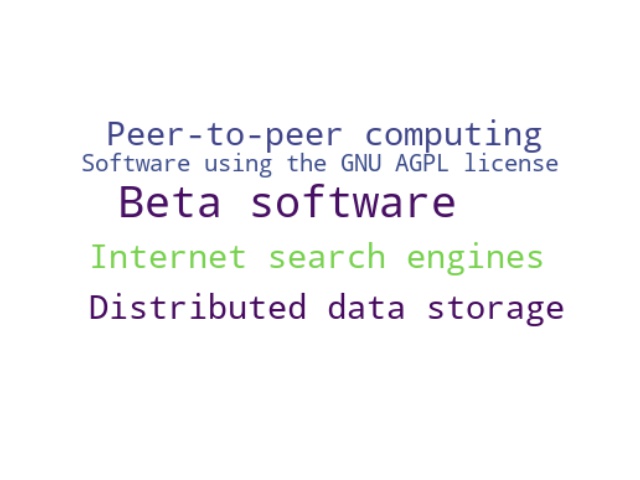 Peer-to-peer computing
Software using the GNU AGPL license
Beta software
Internet search engines
Distributed data storage